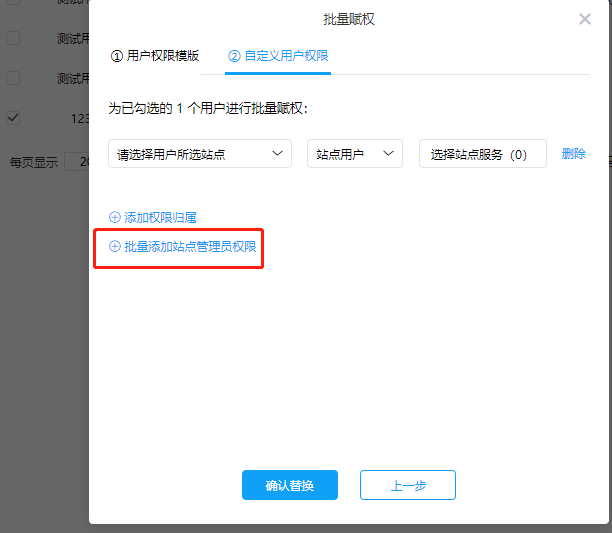 批量赋权
① 用户权限模版 ② 自定义用户权限
测试用
为已勾选的 1 个用户进行批量赋权：
测试用
123
请选择用户所选站点 站点用户 选择站点服务（0） 删除
每页显示 20
⊕ 添加权限归属
⊕ 批量添加站点管理员权限
确认替换 上一步